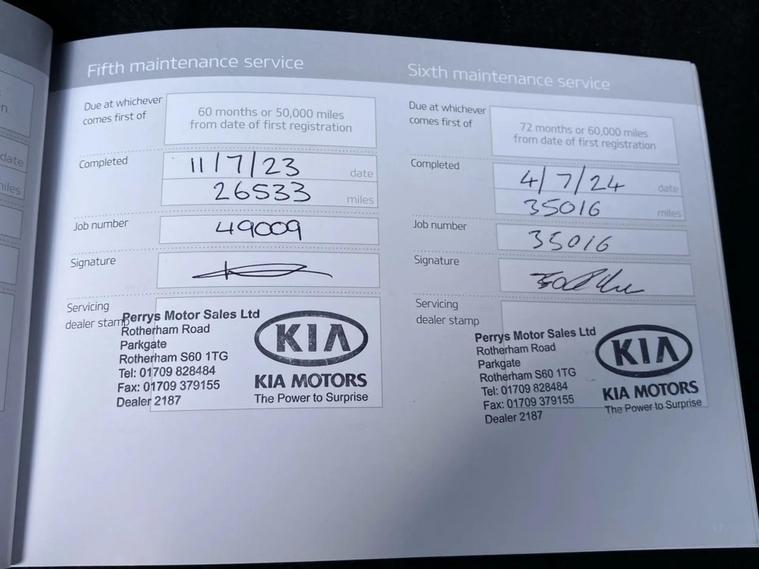 Fifth maintenance service
Due at whichever
comes first of
60 months or 50,000 miles
from date of first registration
Completed
11/7/23 date
26533 miles
Job number
49009
Signature
Servicing
dealer stamp
Perrys Motor Sales Ltd
Rotherham Road
Parkgate
Rotherham S60 1TG
Tel: 01709 828484
Fax: 01709 379155
Dealer 2187
KIA
KIA MOTORS
The Power to Surprise
Sixth maintenance service
Due at whichever
comes first of
72 months or 60,000 miles
from date of first registration
Completed
4/7/24 date
35016 miles
Job number
35016
Signature
Servicing
dealer stamp
Perrys Motor Sales Ltd
Rotherham Road
Parkgate
Rotherham S60 1TG
Tel: 01709 828484
Fax: 01709 379155
Dealer 2187
KIA
KIA MOTORS
The Power to Surprise
date
iles
n
17